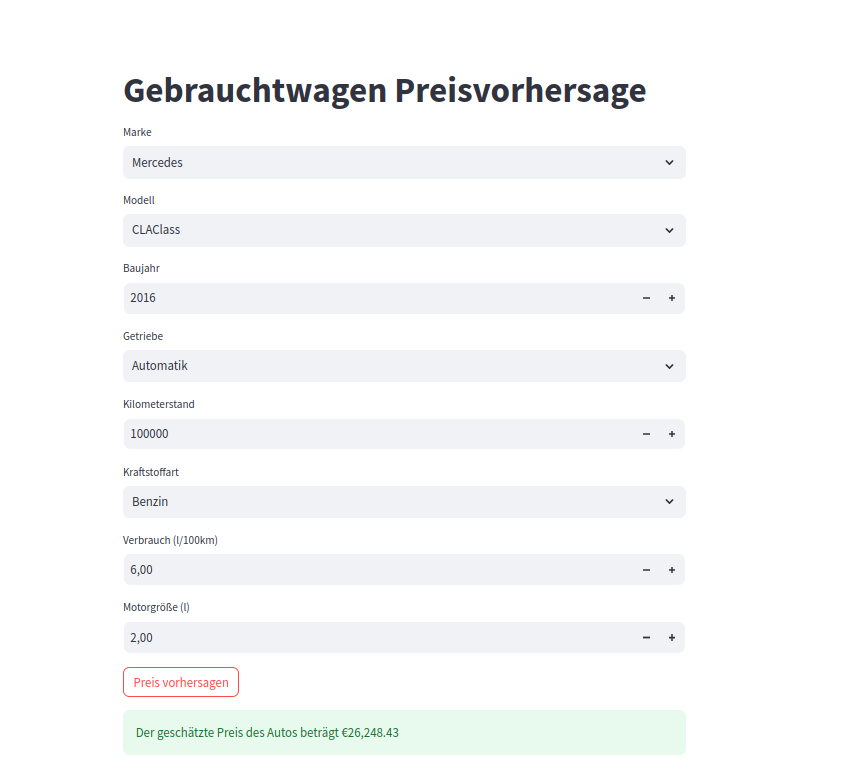 Gebrauchtwagen Preisvorhersage
Marke
Mercedes
Modell
CLAClass
Baujahr
2016
Getriebe
Automatik
Kilometerstand
100000
Kraftstoffart
Benzin
Verbrauch (l/100km)
6,00
Motorgröße (l)
2,00
Preis vorhersagen
Der geschätzte Preis des Autos beträgt €26,248.43